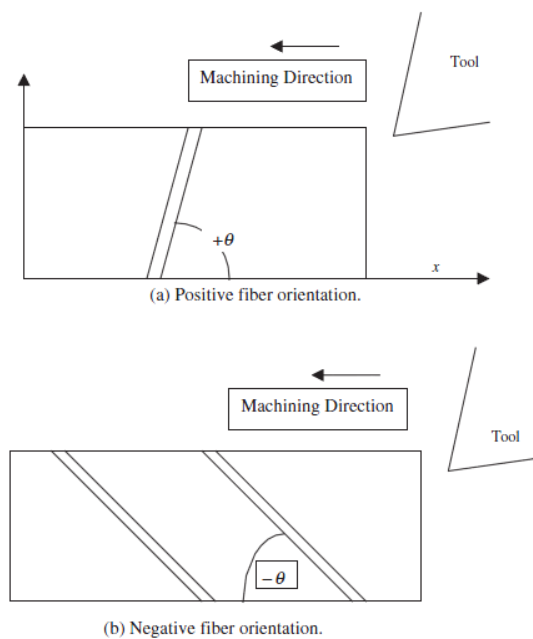 Tool
Machining Direction
+θ
x
(a) Positive fiber orientation.
Machining Direction
Tool
−θ
(b) Negative fiber orientation.